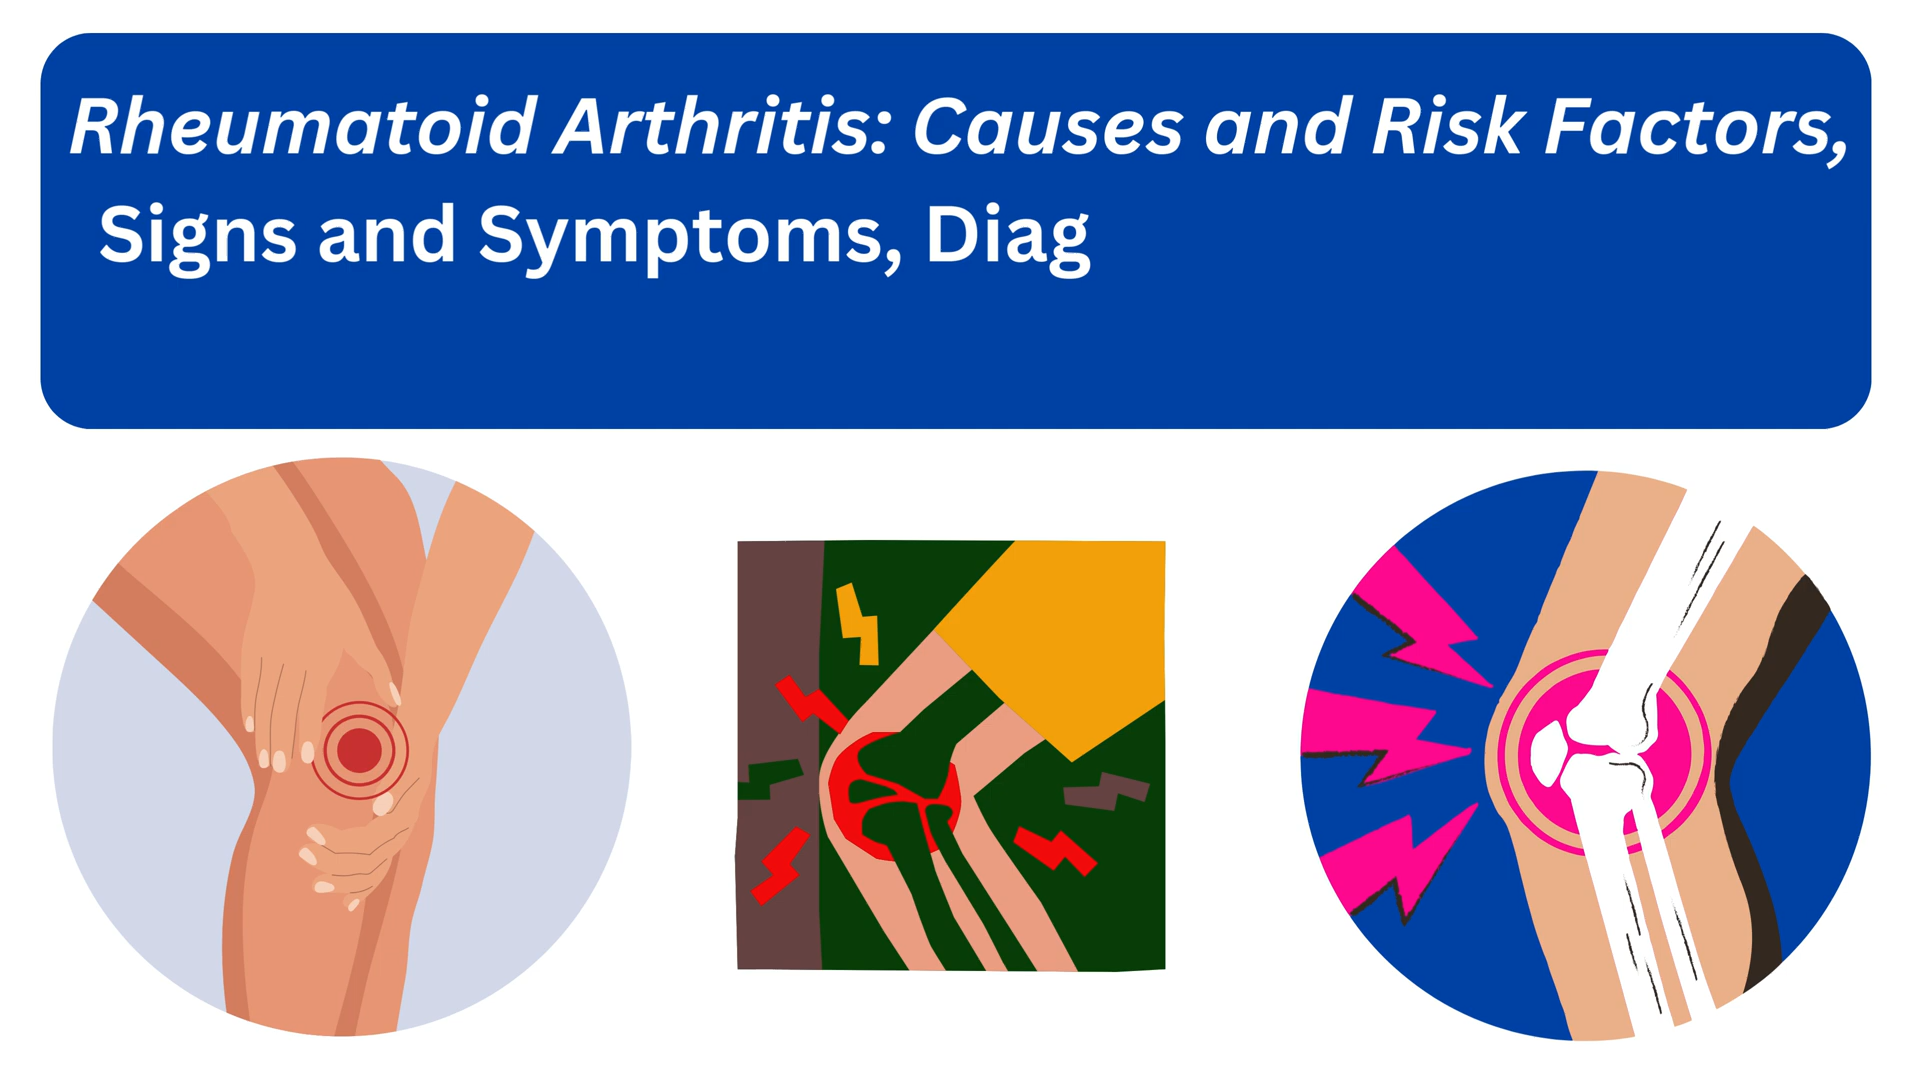 Rheumatoid Arthritis: Causes and Risk Factors,
Signs and Symptoms, Diag